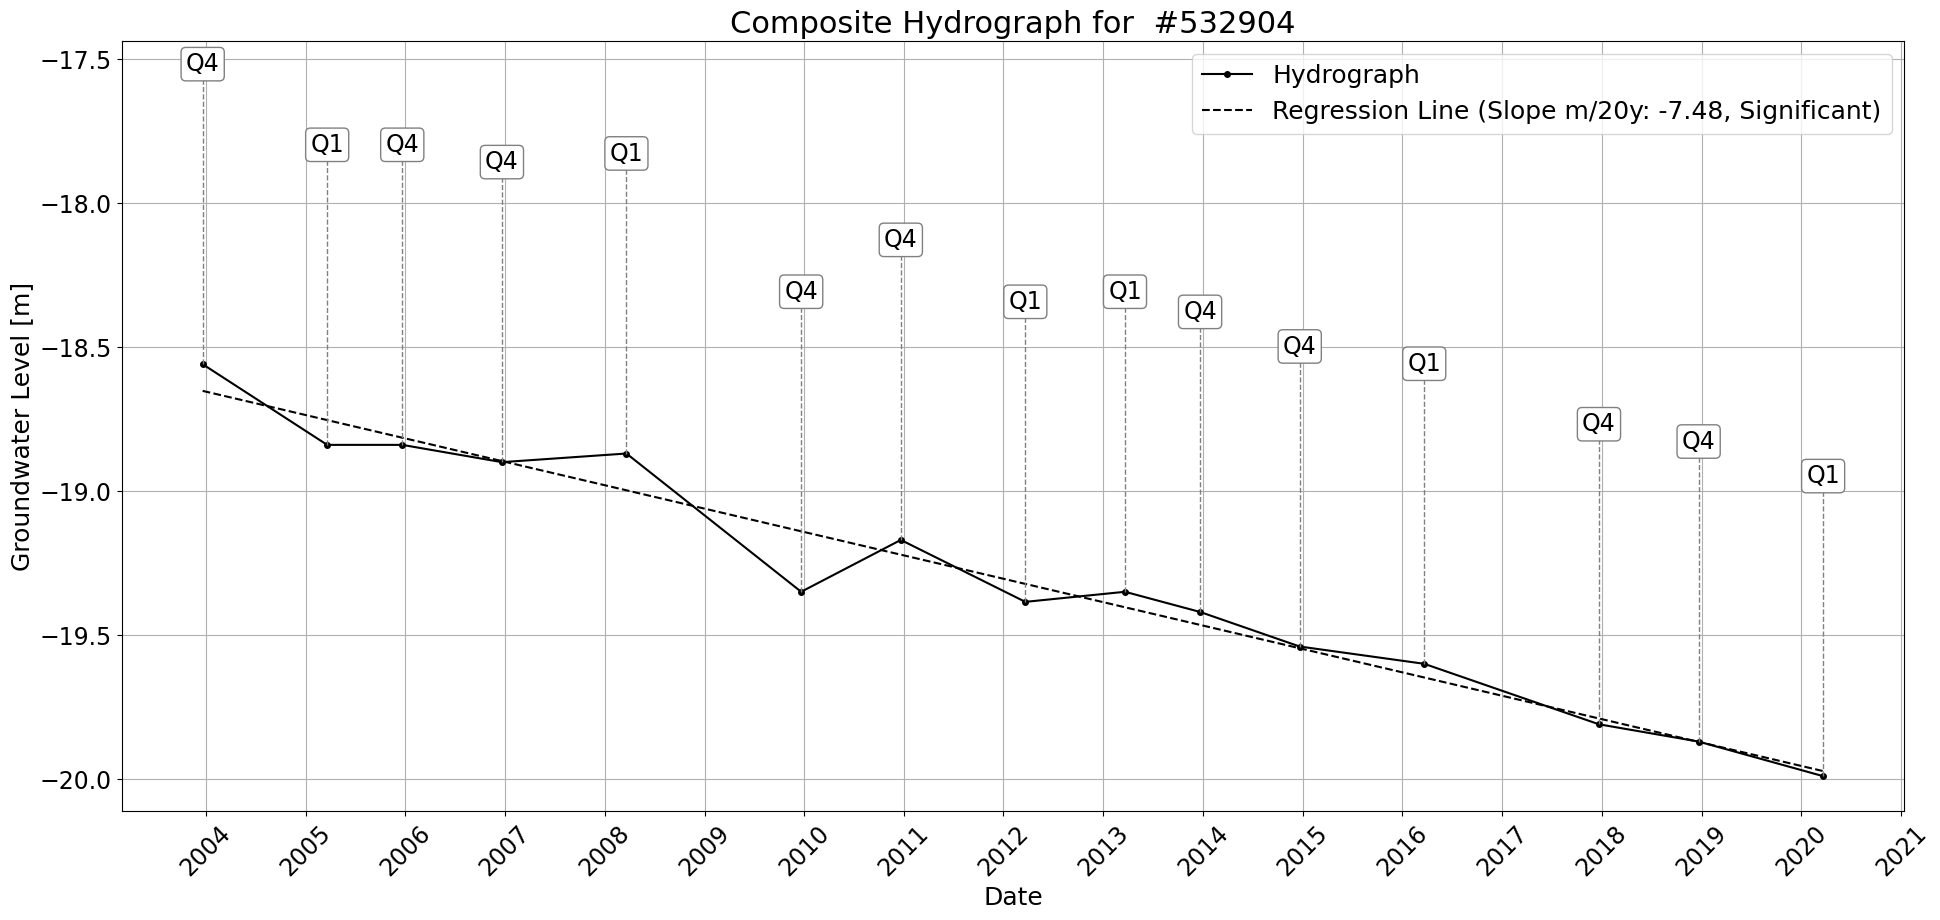 Composite Hydrograph for  #532904
Hydrograph
Regression Line (Slope m/20y: -7.48, Significant)
Groundwater Level [m]
−17.5
−18.0
−18.5
−19.0
−19.5
−20.0
Q4
Q1
Q4
Q4
Q1
Q4
Q4
Q1
Q1
Q4
Q4
Q1
Q4
Q4
Q1
2004
2005
2006
2007
2008
2009
2010
2011
2012
2013
2014
2015
2016
2017
2018
2019
2020
2021
Date